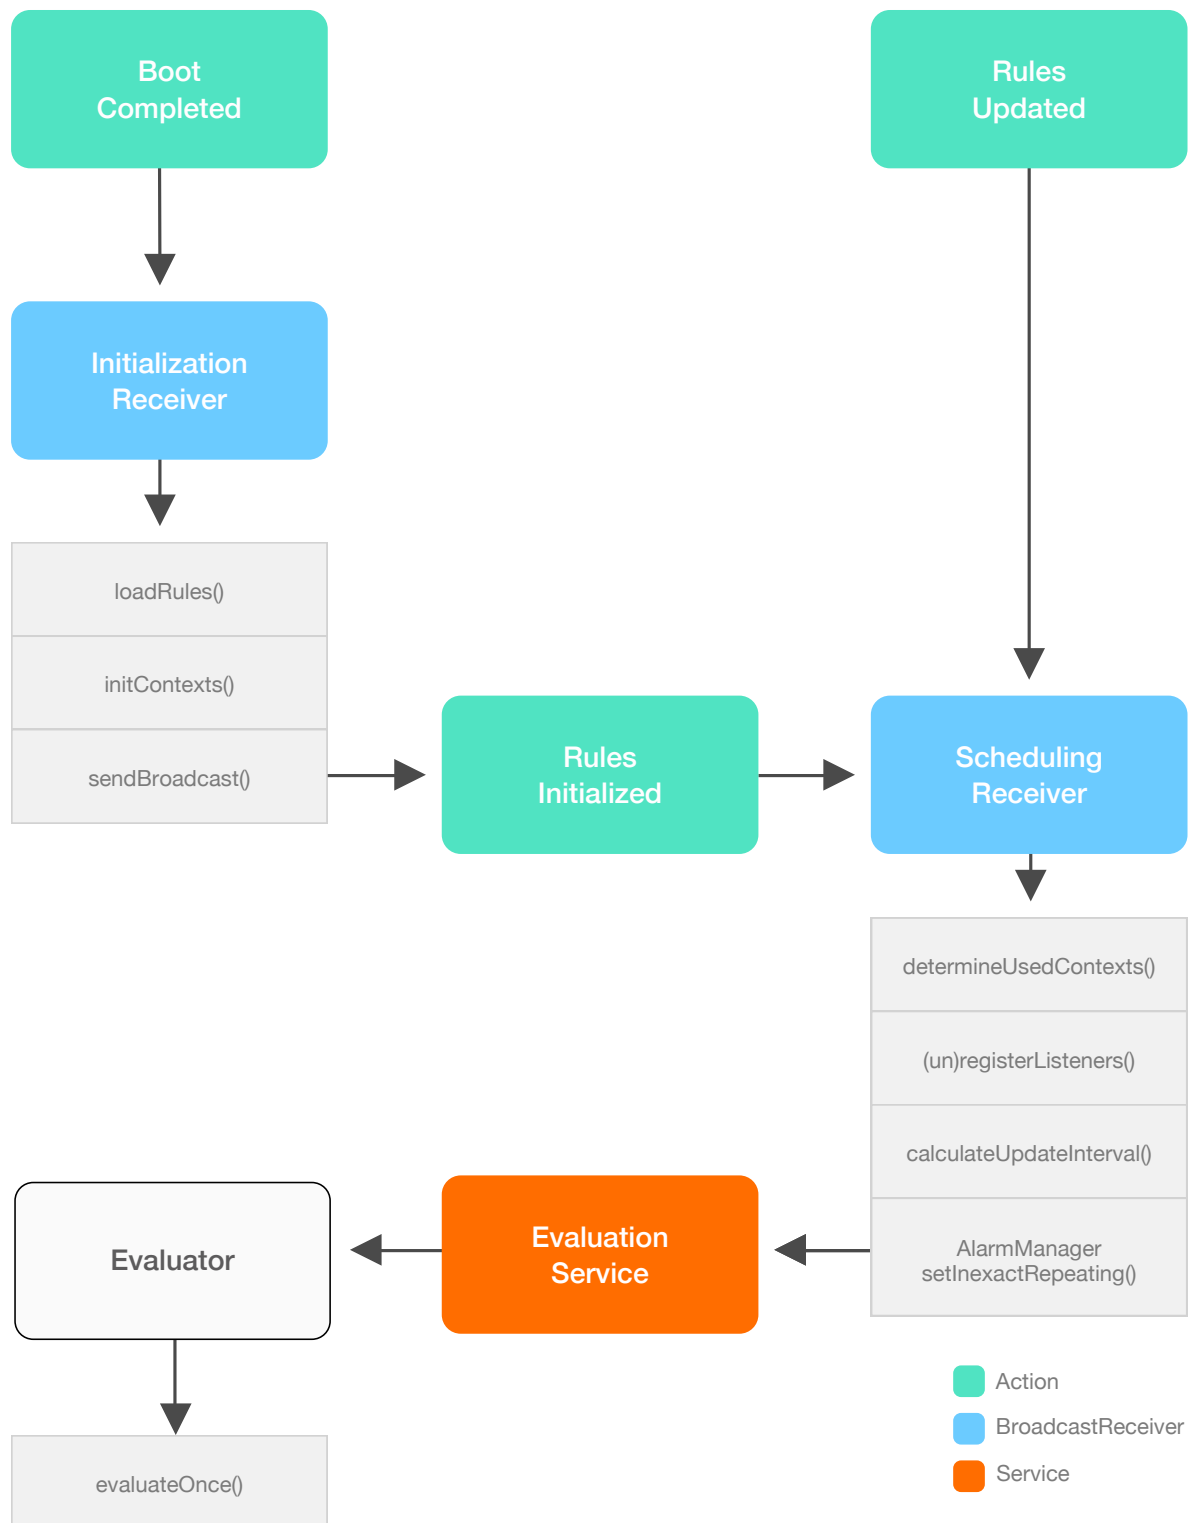 Boot
Completed
Rules
Updated
Initialization
Receiver
loadRules()
initContexts()
sendBroadcast()
Rules
Initialized
Scheduling
Receiver
determineUsedContexts()
(un)registerListeners()
calculateUpdateInterval()
AlarmManager
setInexactRepeating()
Evaluation
Service
Evaluator
evaluateOnce()
Action
BroadcastReceiver
Service